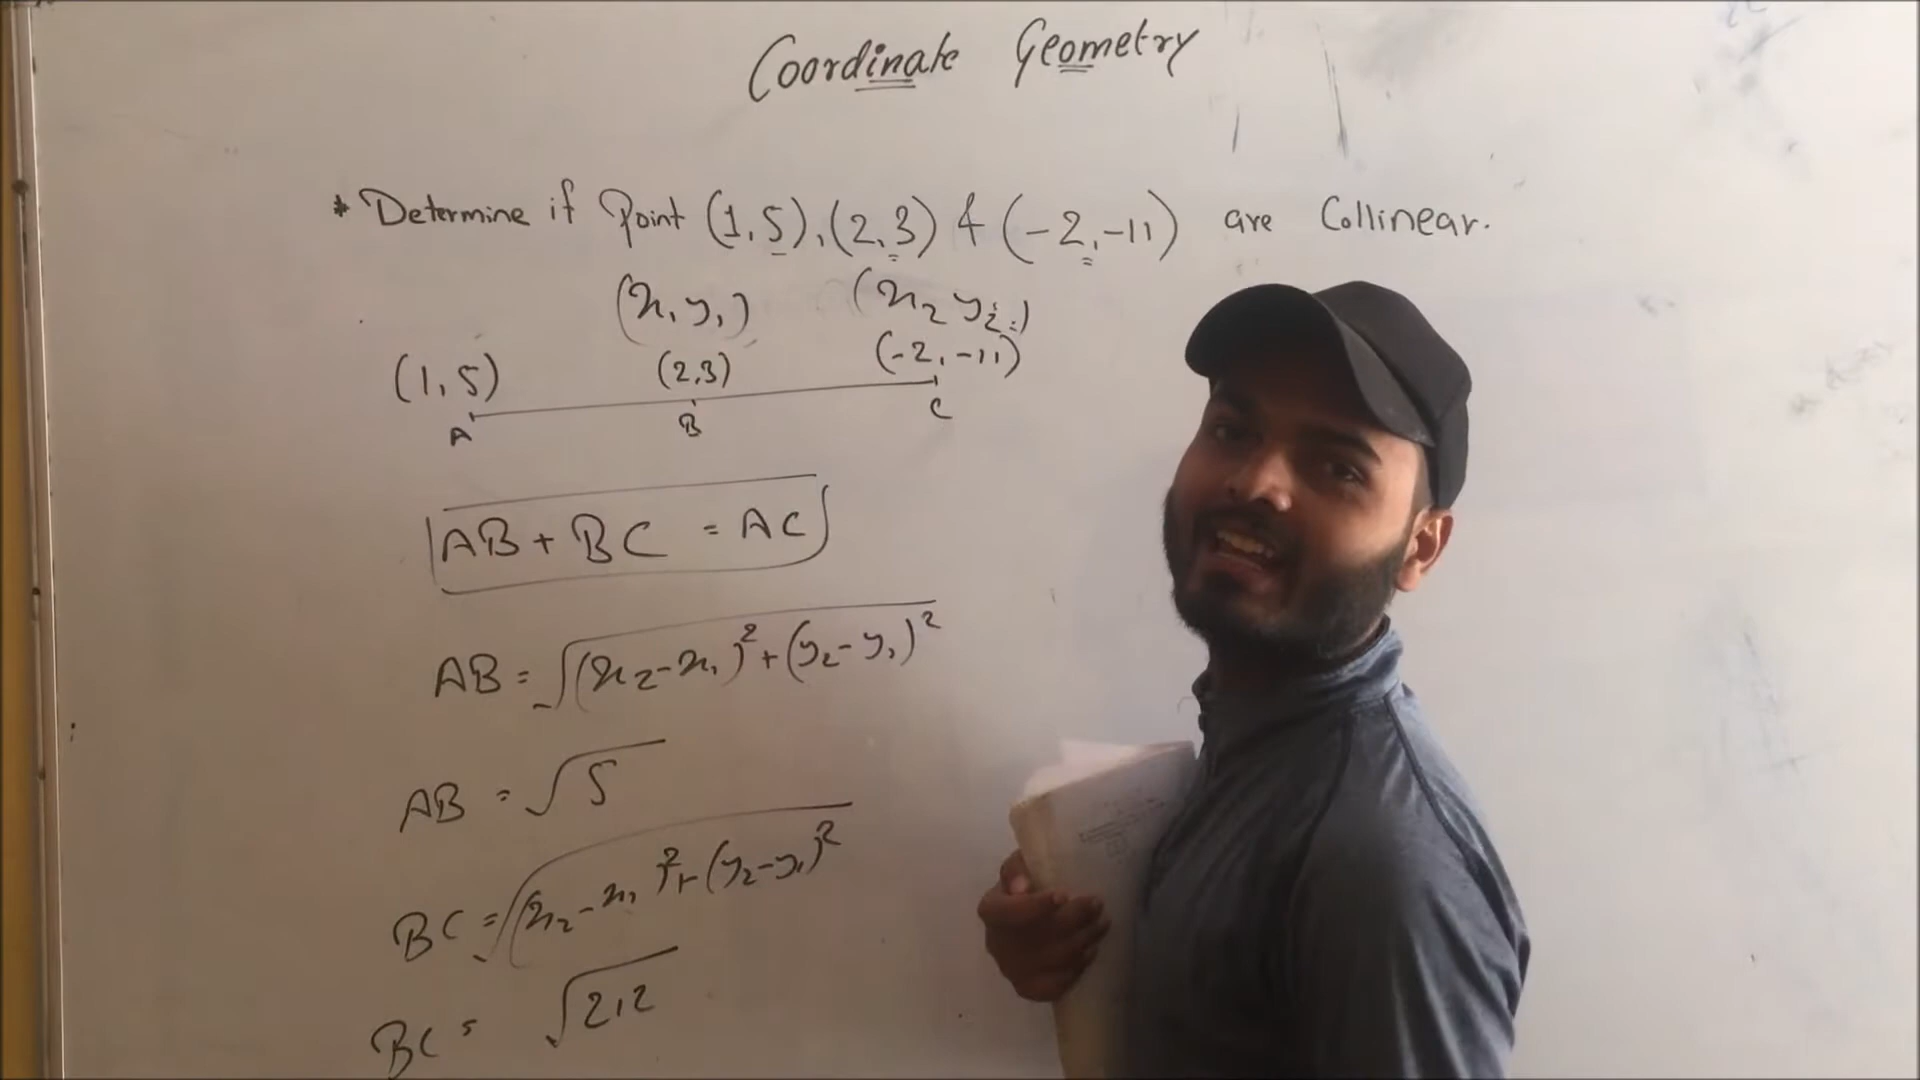 Coordinate Geometry
* Determine if Point (1,5),(2,3) & (-2,-11) are Collinear.
(x₁y₁) (x₂ y₂)
(1,5) (2,3) (-2,-11)
A B C
AB + BC = AC
AB = √(x₂-x₁)²+(y₂-y₁)²
AB = √5
BC = √(x₂-x₁)²+(y₂-y₁)²
BC = √212